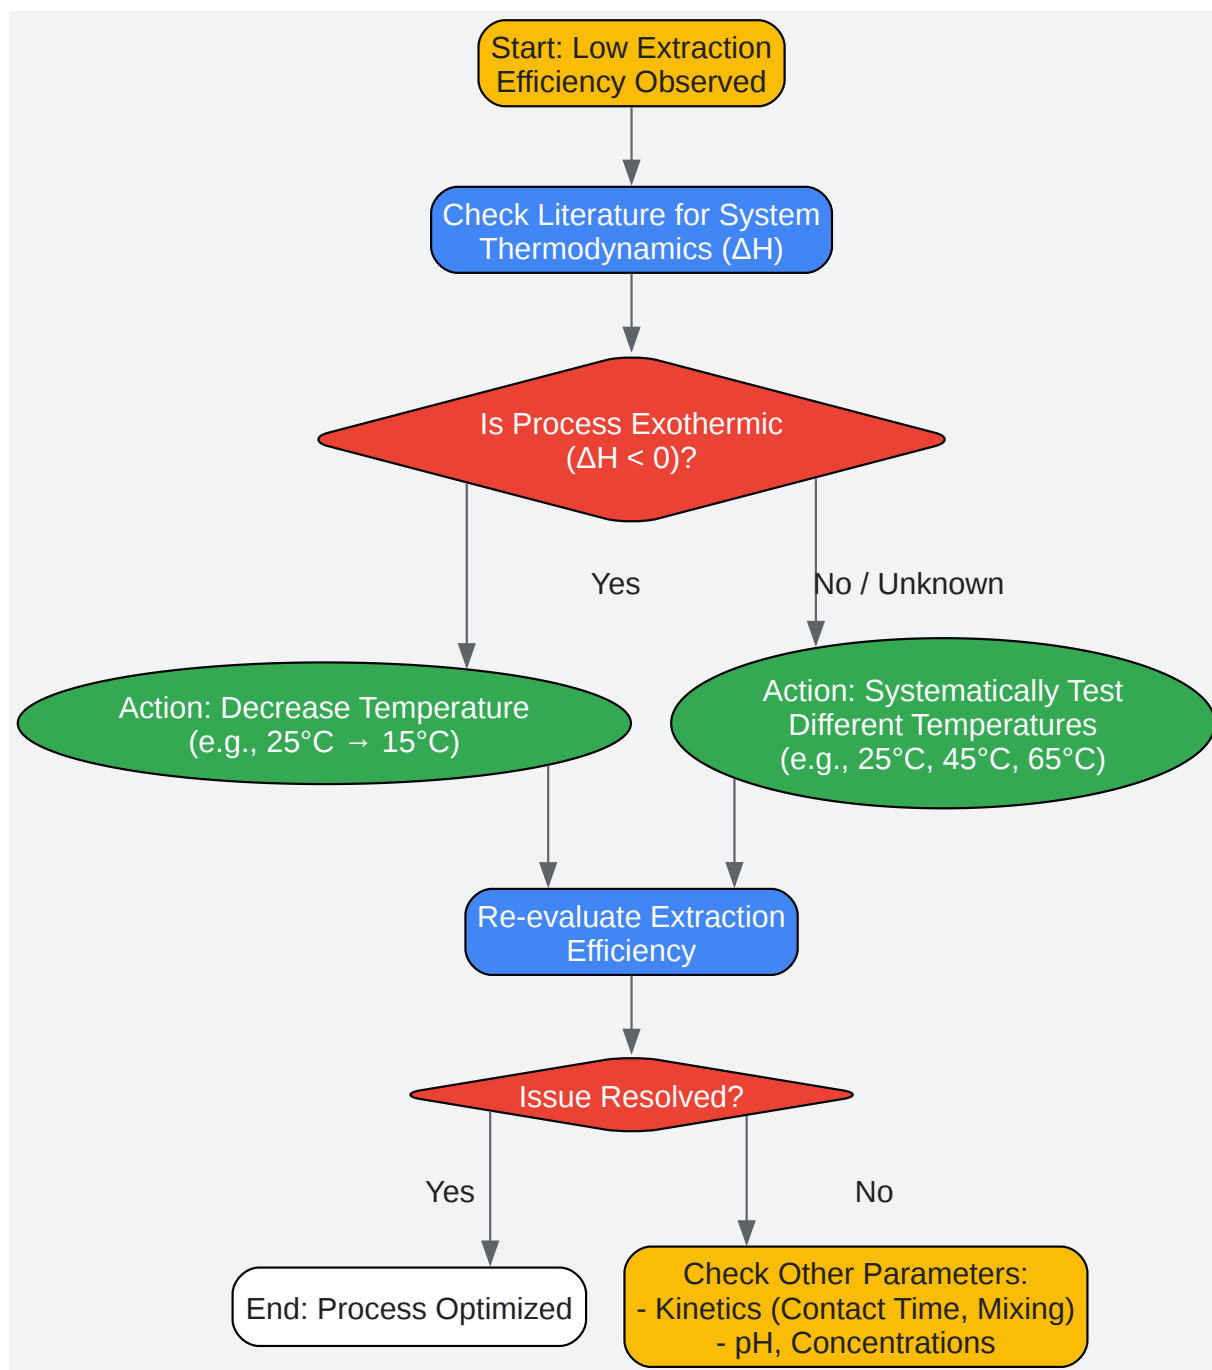 Start: Low Extraction
Efficiency Observed
Check Literature for System
Thermodynamics (ΔH)
Is Process Exothermic
(ΔH < 0)?
Yes
No / Unknown
Action: Decrease Temperature
(e.g., 25°C → 15°C)
Action: Systematically Test
Different Temperatures
(e.g., 25°C, 45°C, 65°C)
Re-evaluate Extraction
Efficiency
Issue Resolved?
Yes
No
End: Process Optimized
Check Other Parameters:
- Kinetics (Contact Time, Mixing)
- pH, Concentrations